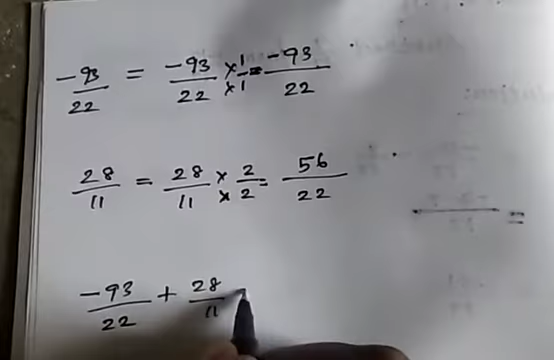 -93/22 = -93/22 ×1/×1 = -93/22
28/11 = 28/11 ×2/×2 = 56/22
-93/22 + 28/11
=